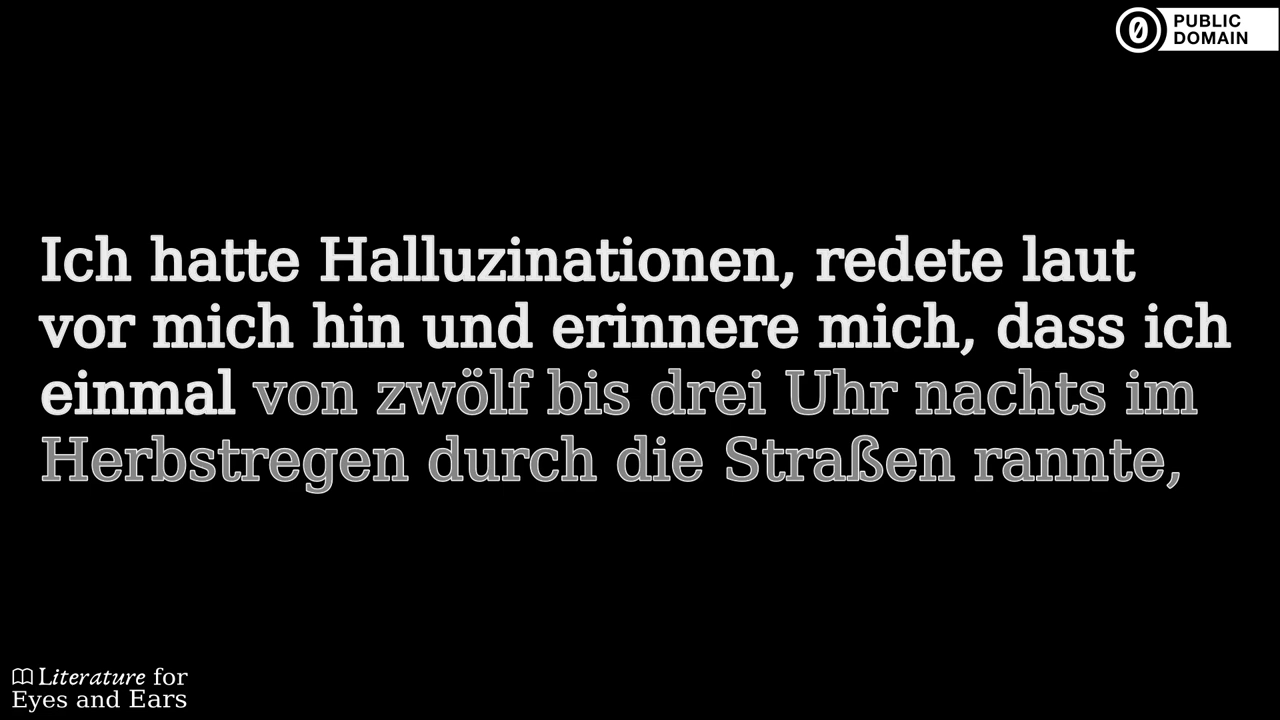 PUBLIC
DOMAIN
Ich hatte Halluzinationen, redete laut
vor mich hin und erinnere mich, dass ich
einmal von zwölf bis drei Uhr nachts im
Herbstregen durch die Straßen rannte,
Literature for
Eyes and Ears